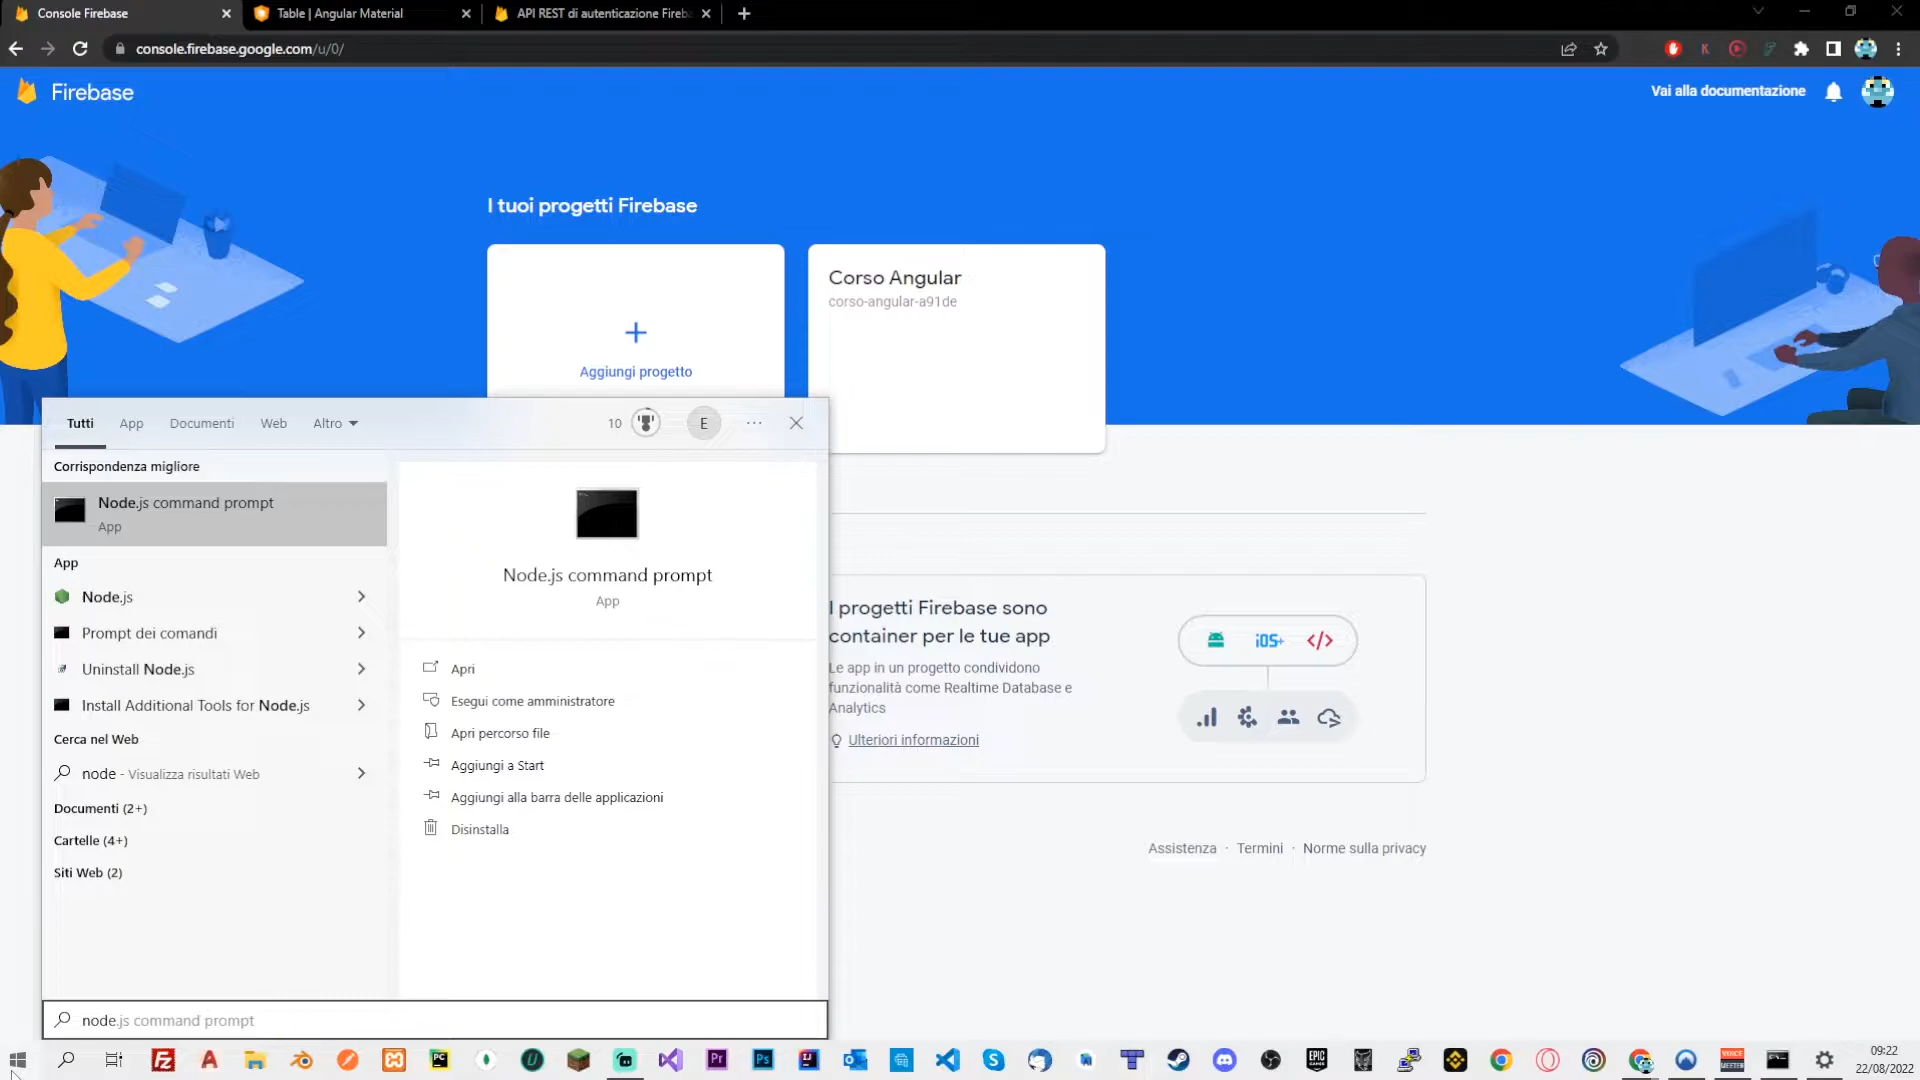 Console Firebase
Table | Angular Material
API REST di autenticazione Fireb
console.firebase.google.com/u/0/
Firebase
Vai alla documentazione
I tuoi progetti Firebase
Aggiungi progetto
Corso Angular
corso-angular-a91de
Tutti
App
Documenti
Web
Altro
10
E
Corrispondenza migliore
Node.js command prompt
App
App
Node.js
Prompt dei comandi
Uninstall Node.js
Install Additional Tools for Node.js
Cerca nel Web
node - Visualizza risultati Web
Documenti (2+)
Cartelle (4+)
Siti Web (2)
Node.js command prompt
App
Apri
Esegui come amministratore
Apri percorso file
Aggiungi a Start
Aggiungi alla barra delle applicazioni
Disinstalla
node.js command prompt
I progetti Firebase sono
container per le tue app
Le app in un progetto condividono
funzionalità come Realtime Database e
Analytics
Ulteriori informazioni
iOS+
Assistenza · Termini · Norme sulla privacy
09:22
22/08/2022